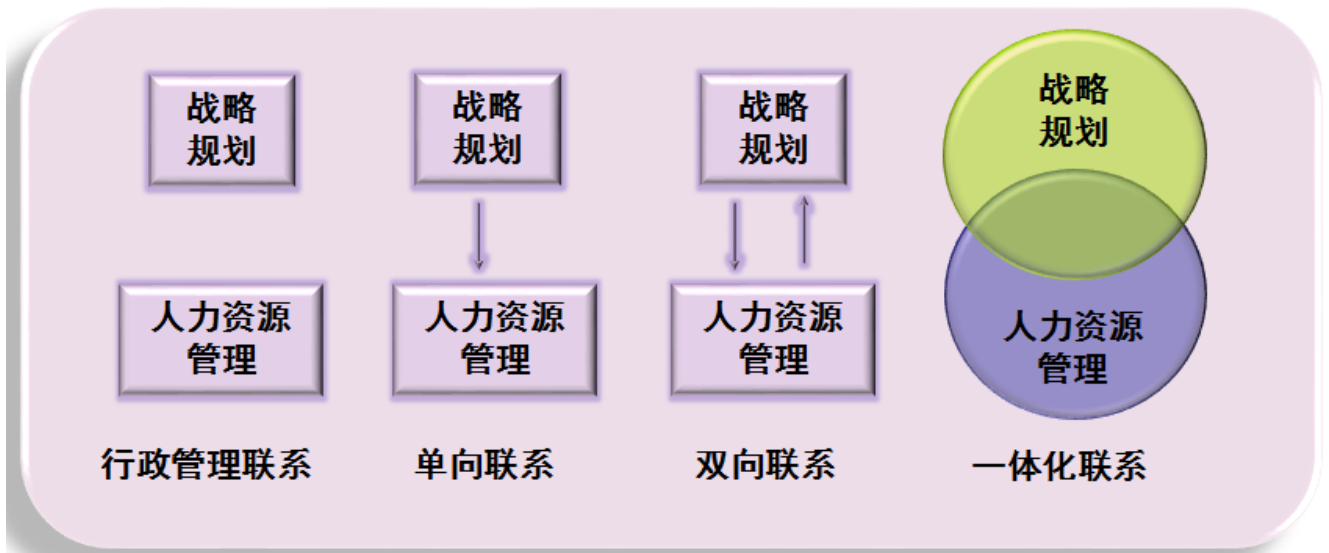 战略
规划
人力资源
管理
行政管理联系
战略
规划
人力资源
管理
单向联系
战略
规划
人力资源
管理
双向联系
战略
规划
人力资源
管理
一体化联系